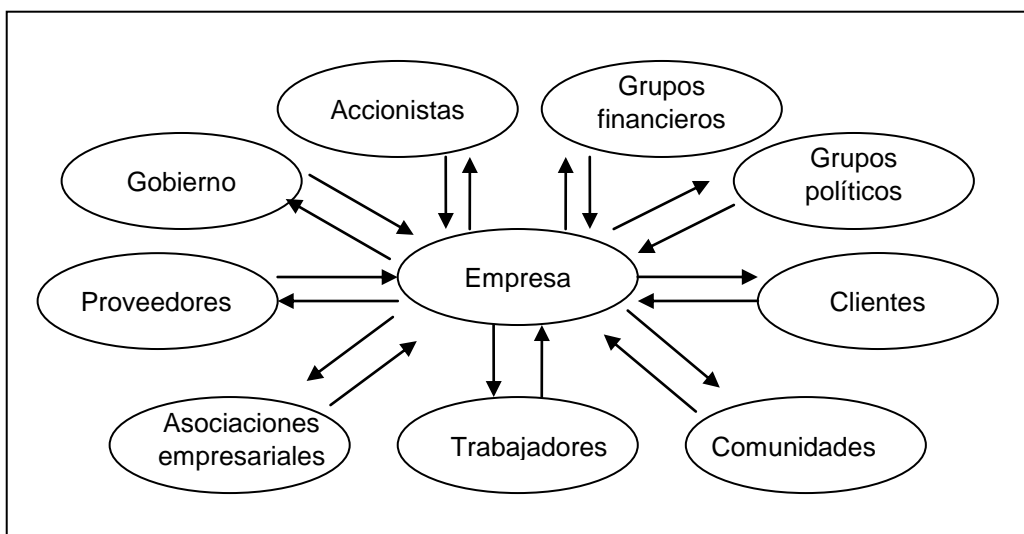 Accionistas
Grupos
financieros
Gobierno
Grupos
políticos
Proveedores
Empresa
Clientes
Asociaciones
empresariales
Trabajadores
Comunidades